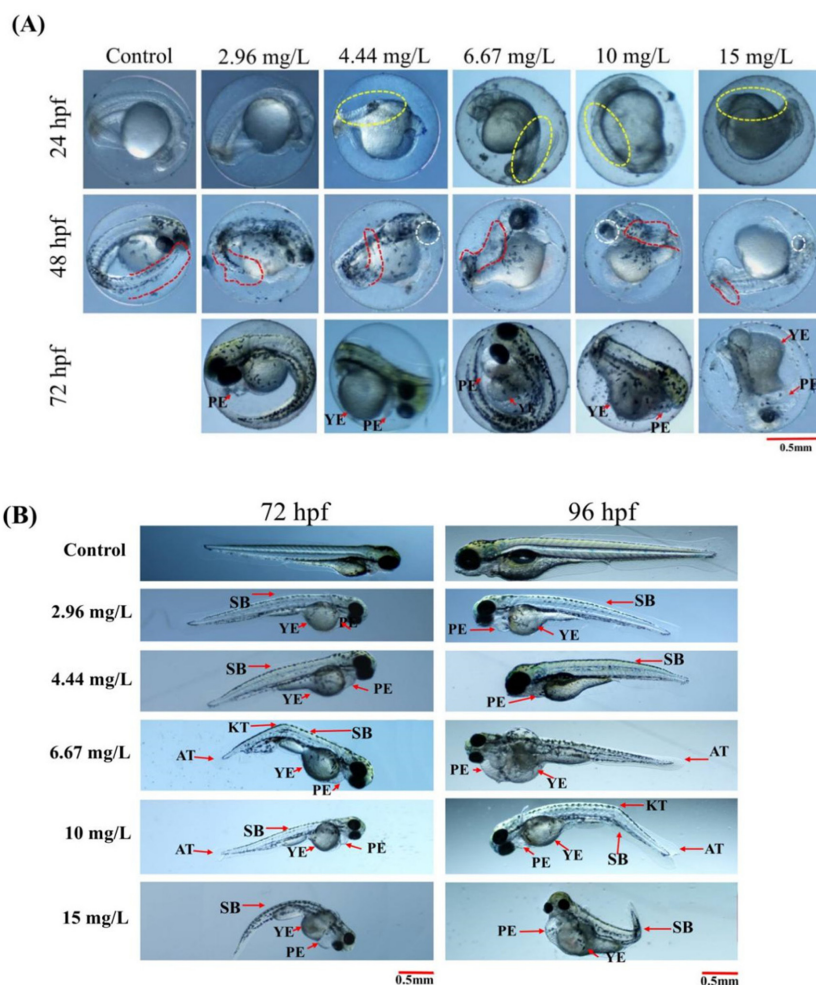 (A)
Control 2.96 mg/L 4.44 mg/L 6.67 mg/L 10 mg/L 15 mg/L
24 hpf
48 hpf
72 hpf
PE
YE PE
PE YE
YE PE
YE PE
0.5mm
(B)
72 hpf 96 hpf
Control
2.96 mg/L
SB YE PE
PE YE SB
4.44 mg/L
SB YE PE
PE SB
6.67 mg/L
AT KT SB YE PE
PE YE AT
10 mg/L
AT SB YE PE
PE YE KT SB AT
15 mg/L
SB YE PE
PE YE SB
0.5mm 0.5mm